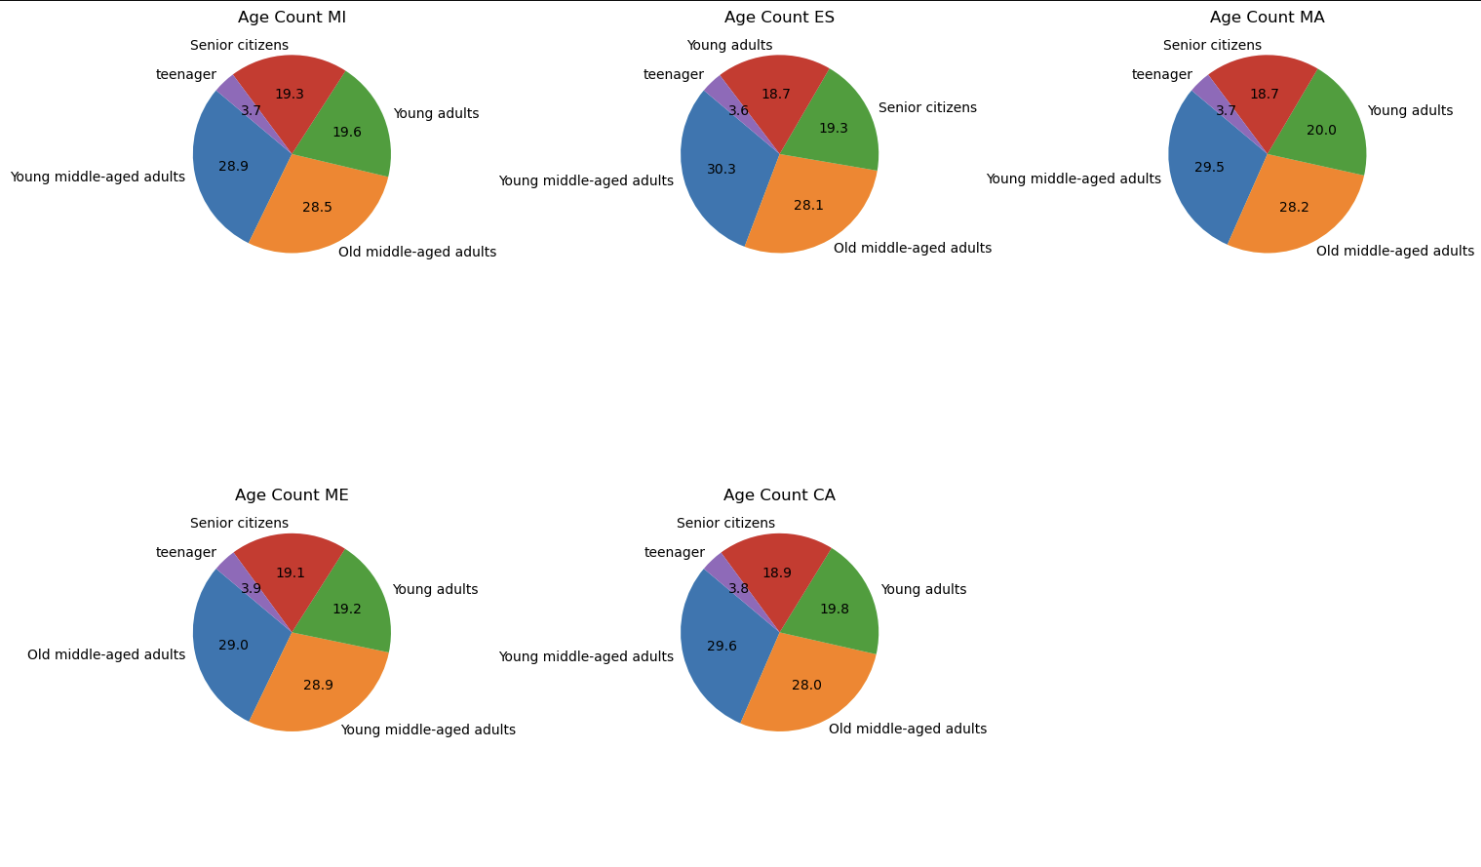 Age Count MI
Senior citizens
teenager
19.3
3.7
Young adults
19.6
28.9
Young middle-aged adults
28.5
Old middle-aged adults
Age Count ES
Young adults
teenager
18.7
3.6
Senior citizens
19.3
30.3
Young middle-aged adults
28.1
Old middle-aged adults
Age Count MA
Senior citizens
teenager
18.7
3.7
Young adults
20.0
29.5
Young middle-aged adults
28.2
Old middle-aged adults
Age Count ME
Senior citizens
teenager
19.1
3.9
Young adults
19.2
29.0
Old middle-aged adults
28.9
Young middle-aged adults
Age Count CA
Senior citizens
teenager
18.9
3.8
Young adults
19.8
29.6
Young middle-aged adults
28.0
Old middle-aged adults